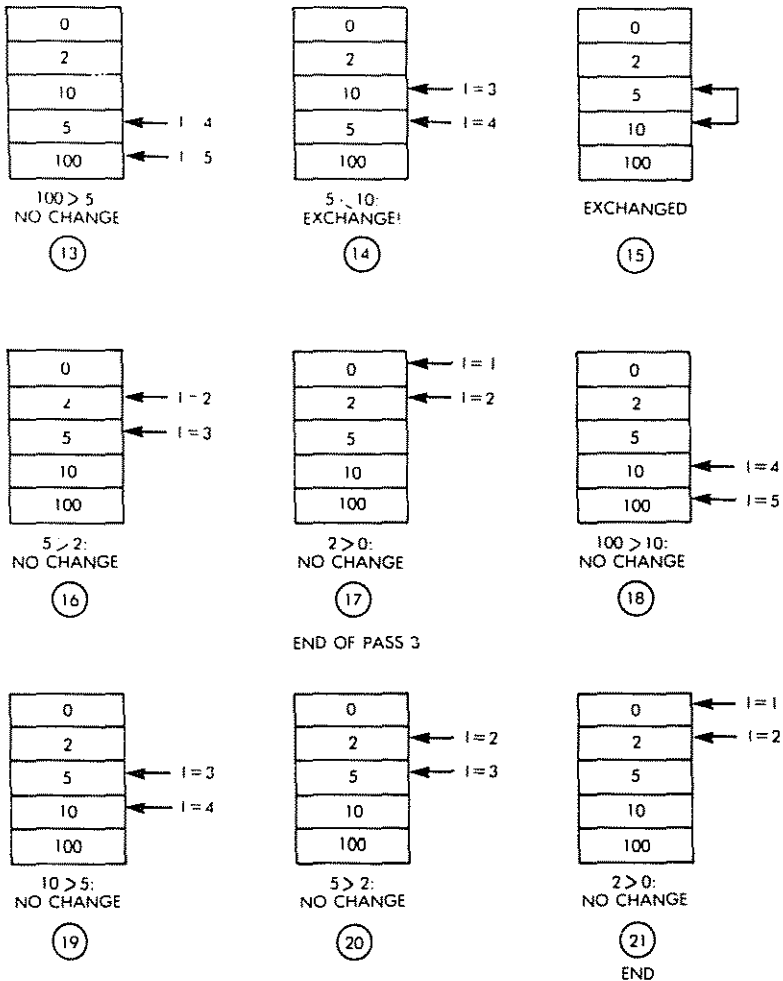 0
2
10
5
100
I 4
I 5
100 > 5
NO CHANGE
13
0
2
10
5
100
I = 3
I = 4
5 10:
EXCHANGE!
14
0
2
5
10
100
EXCHANGED
15
0
2
5
10
100
I - 2
I = 3
5 > 2:
NO CHANGE
16
0
2
5
10
100
I = 1
I = 2
2 > 0:
NO CHANGE
17
END OF PASS 3
0
2
5
10
100
I = 4
I = 5
100 > 10:
NO CHANGE
18
0
2
5
10
100
I = 3
I = 4
10 > 5:
NO CHANGE
19
0
2
5
10
100
I = 2
I = 3
5 > 2:
NO CHANGE
20
0
2
5
10
100
I = 1
I = 2
2 > 0:
NO CHANGE
21
END